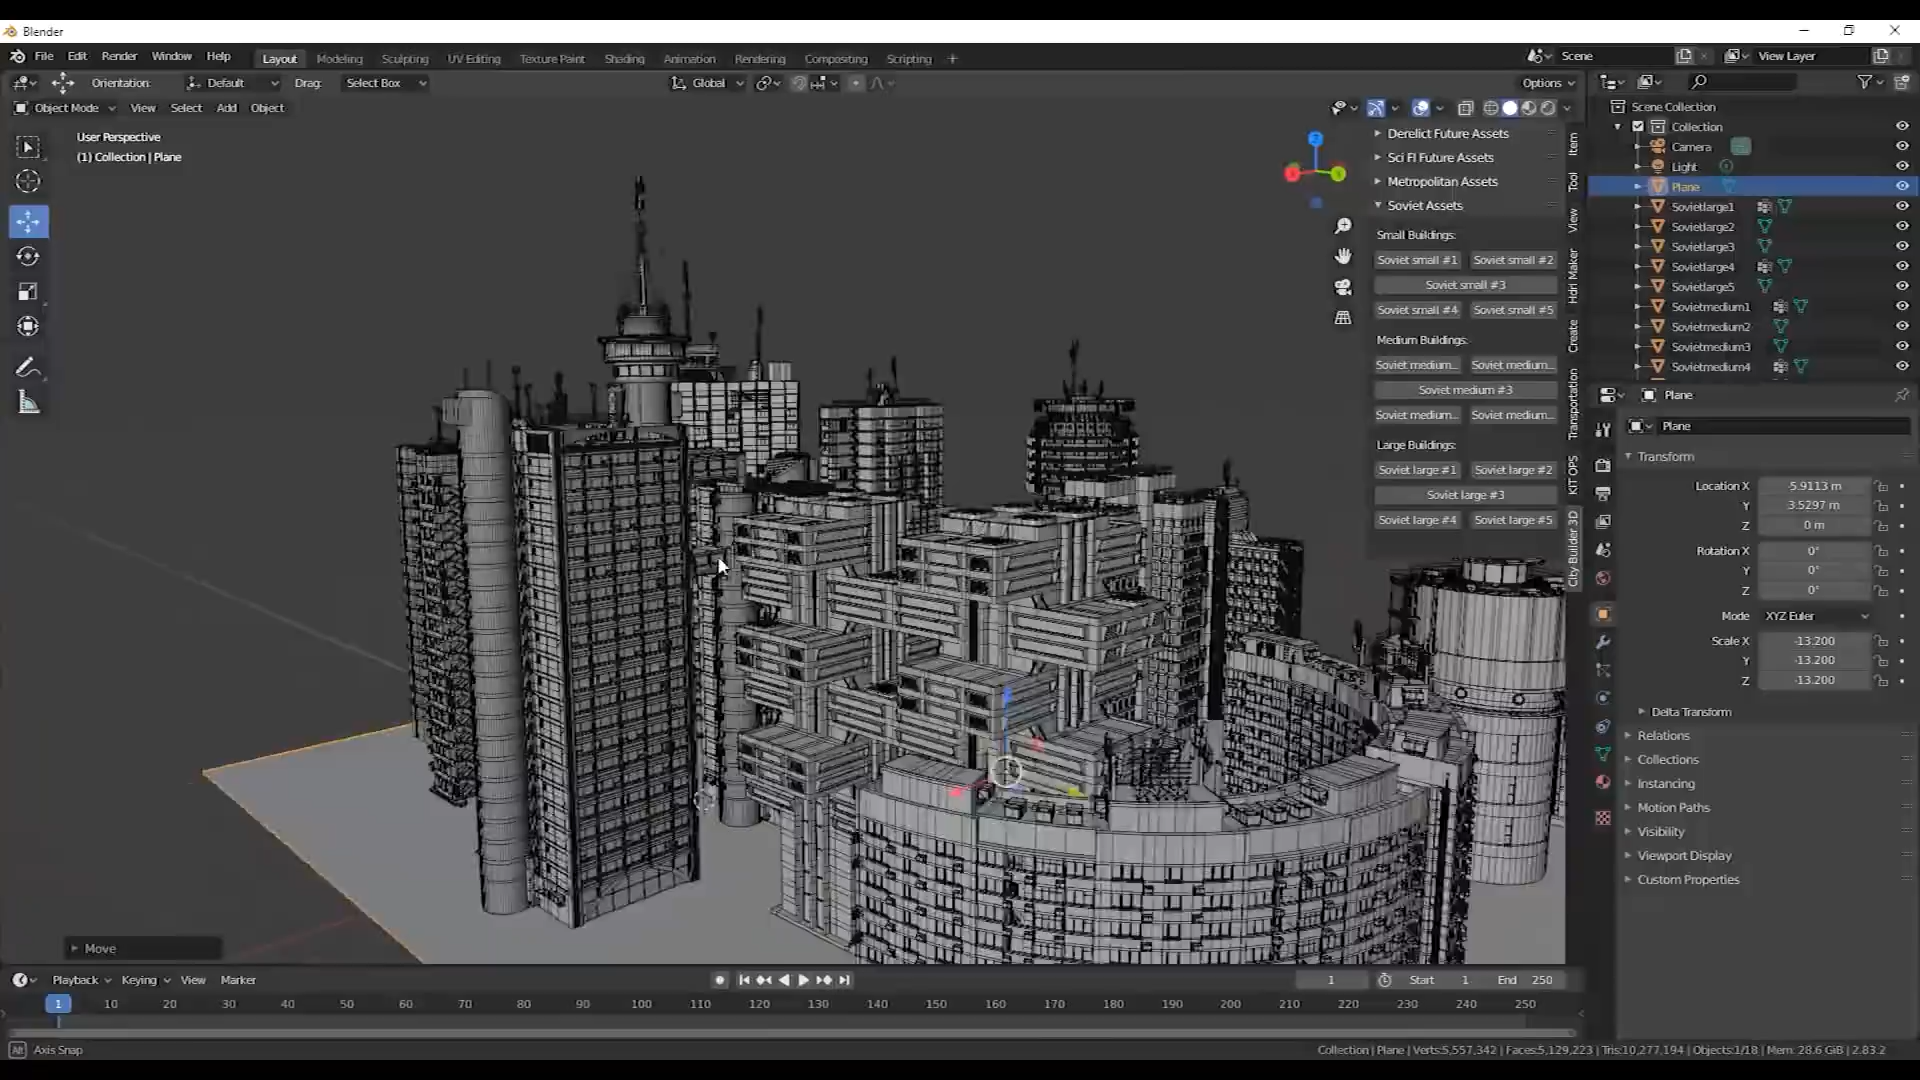 Blender
File Edit Render Window Help Layout Modeling Sculpting UV Editing Texture Paint Shading Animation Rendering Compositing Scripting + Scene View Layer
Orientation: Default Drag: Select Box Global Options
Object Mode View Select Add Object
User Perspective
(1) Collection | Plane
Derelict Future Assets
Sci FI Future Assets
Metropolitan Assets
Soviet Assets
Small Buildings:
Soviet small #1 Soviet small #2
Soviet small #3
Soviet small #4 Soviet small #5
Medium Buildings:
Soviet medium... Soviet medium...
Soviet medium #3
Soviet medium... Soviet medium...
Large Buildings:
Soviet large #1 Soviet large #2
Soviet large #3
Soviet large #4 Soviet large #5
Item
Tool
View
Hdri Maker
Create
Transportation
KIT OPS
City Builder 3D
Z
X
Y
Scene Collection
Collection
Camera
Light
Plane
Sovietlarge1
Sovietlarge2
Sovietlarge3
Sovietlarge4
Sovietlarge5
Sovietmedium1
Sovietmedium2
Sovietmedium3
Sovietmedium4
Plane
Plane
Transform
Location X -5.9113 m
Y 3.5297 m
Z 0 m
Rotation X 0°
Y 0°
Z 0°
Mode XYZ Euler
Scale X -13.200
Y -13.200
Z -13.200
Delta Transform
Relations
Collections
Instancing
Motion Paths
Visibility
Viewport Display
Custom Properties
Move
Playback Keying View Marker 1 Start 1 End 250
1 10 20 30 40 50 60 70 80 90 100 110 120 130 140 150 160 170 180 190 200 210 220 230 240 250
Alt Axis Snap Collection | Plane | Verts:5,557,342 | Faces:5,129,223 | Tris:10,277,194 | Objects:1/18 | Mem: 28.6 GiB | 2.83.2